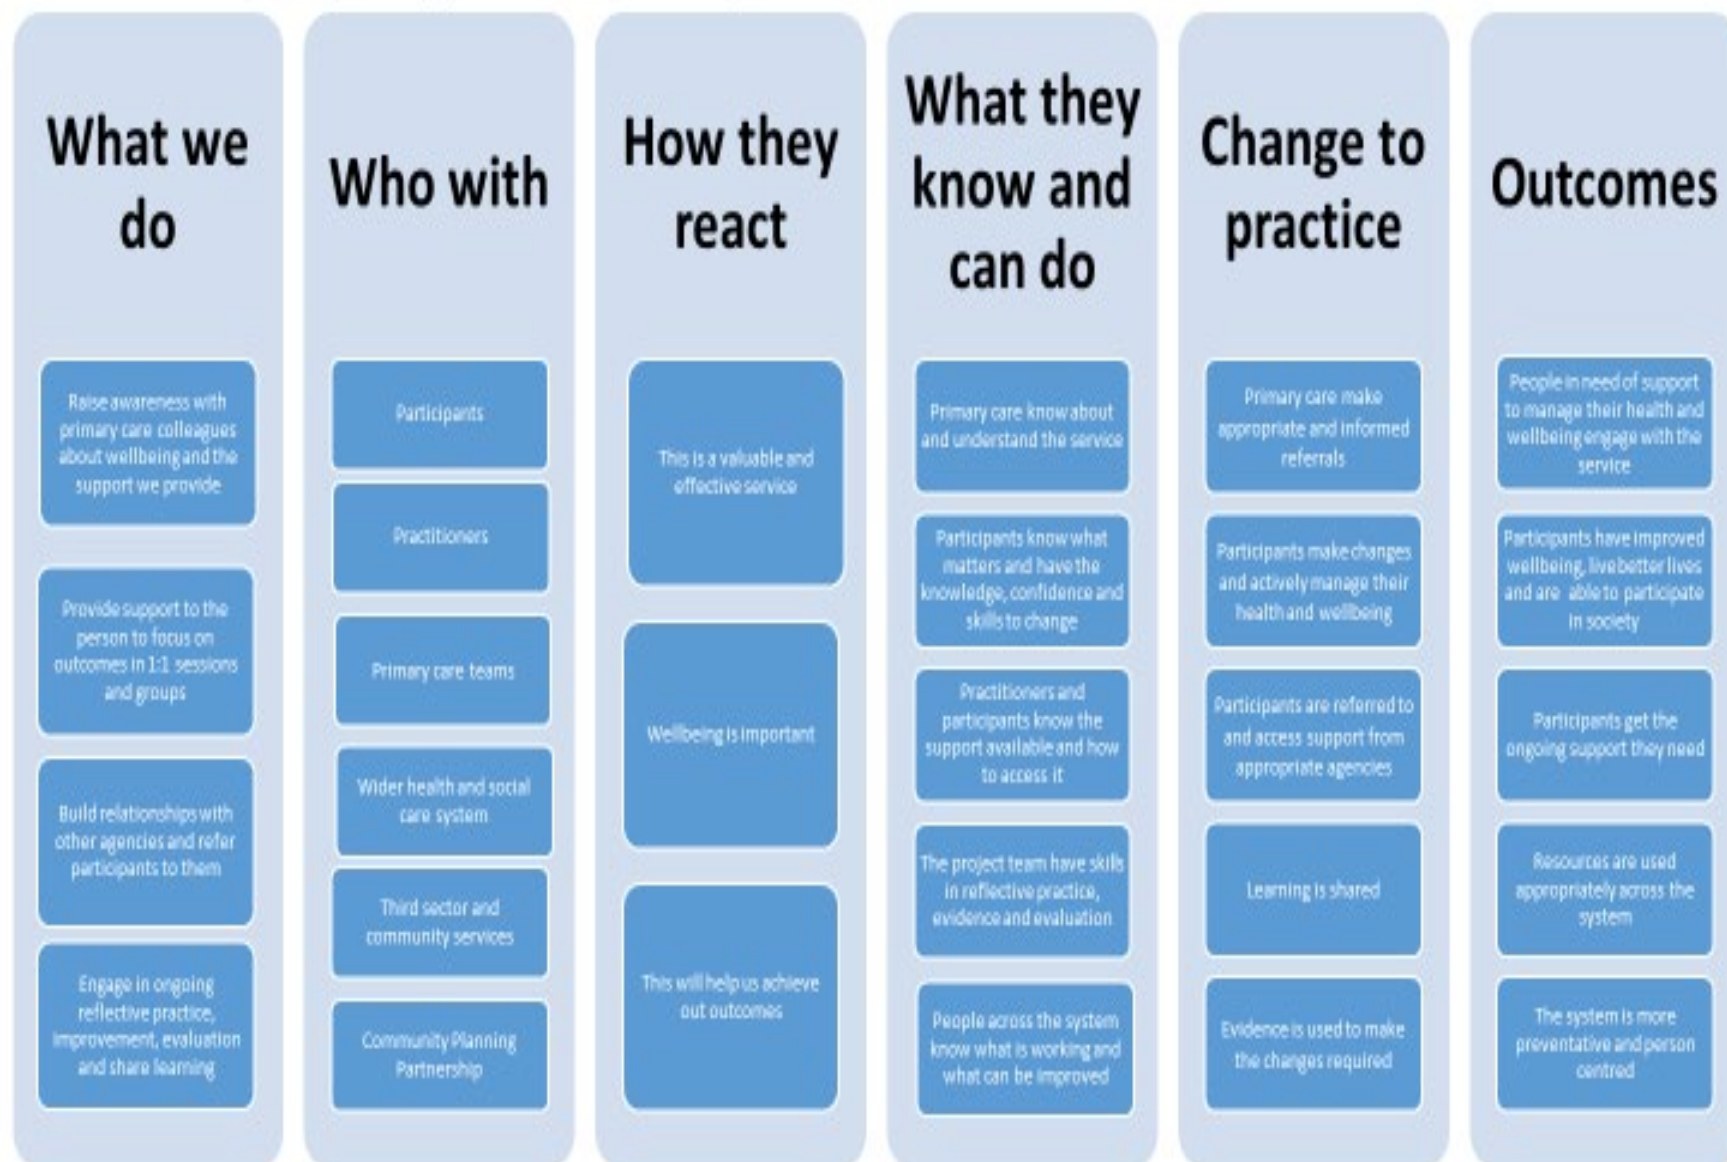 What we
do
Raise awareness with
primary care colleagues
about wellbeing and the
support we provide
Provide support to the
person to focus on
outcomes in 1:1 sessions
and groups
Build relationships with
other agencies and refer
participants to them
Engage in ongoing
reflective practice,
improvement, evaluation
and share learning
Who with
Participants
Practitioners
Primary care teams
Wider health and social
care system
Third sector and
community services
Community Planning
Partnership
How they
react
This is a valuable and
effective service
Wellbeing is important
This will help us achieve
out outcomes
What they
know and
can do
Primary care know about
and understand the service
Participants know what
matters and have the
knowledge, confidence and
skills to change
Practitioners and
participants know the
support available and how
to access it
The project team have skills
in reflective practice,
evidence and evaluation
People across the system
know what is working and
what can be improved
Change to
practice
Primary care make
appropriate and informed
referrals
Participants make changes
and actively manage their
health and wellbeing
Participants are referred to
and access support from
appropriate agencies
Learning is shared
Evidence is used to make
the changes required
Outcomes
People in need of support
to manage their health and
wellbeing engage with the
service
Participants have improved
wellbeing, live better lives
and are able to participate
in society
Participants get the
ongoing support they need
Resources are used
appropriately across the
system
The system is more
preventative and person
centred